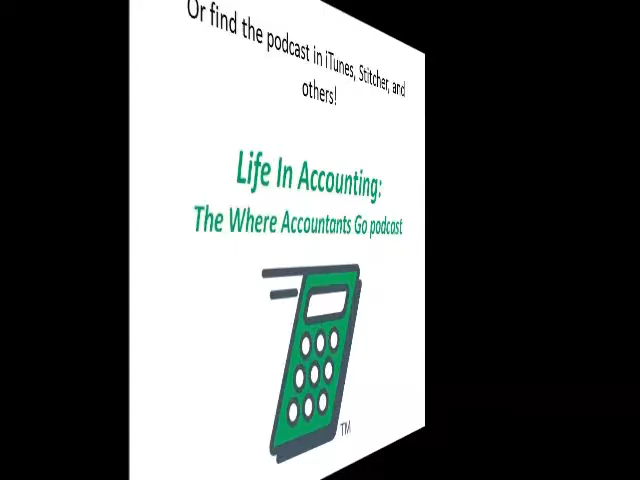 Or find the podcast in iTunes, Stitcher, and
others!
Life In Accounting:
The Where Accountants Go podcast
TM